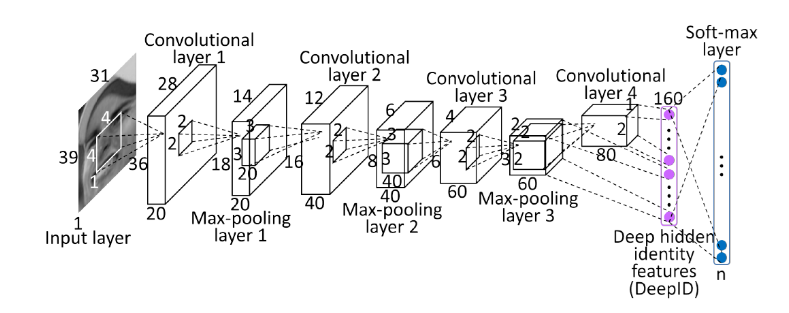 Soft-max
layer
Convolutional
layer 1
Convolutional
layer 2
Convolutional
layer 3
Convolutional
layer 4
31
28
14
12
6
4
1
160
4
2
3
2
3
2
2
2
39
4
36
2
18
3
16
2
8
3
6
2
3
2
2
1
20
40
80
1
20
20
40
40
60
60
Input layer
Max-pooling
layer 1
Max-pooling
layer 2
Max-pooling
layer 3
Deep hidden
identity
features
(DeepID)
n